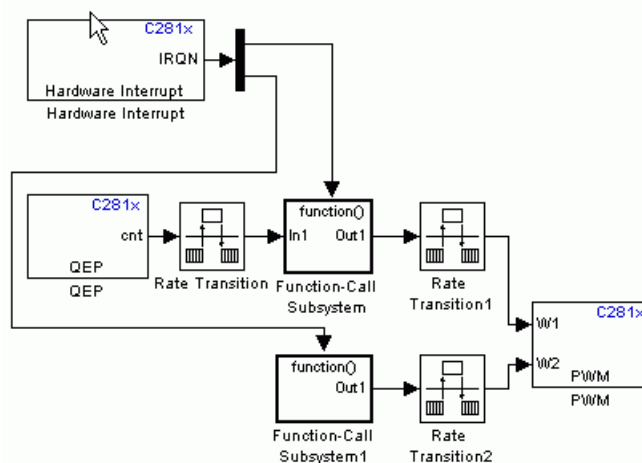 C281x
IRQN
Hardware Interrupt
Hardware Interrupt
C281x
cnt
QEP
QEP
Rate Transition
function()
In1
Out1
Function-Call
Subsystem
Rate
Transition1
C281x
W1
W2
PWM
PWM
function()
Out1
Function-Call
Subsystem1
Rate
Transition2